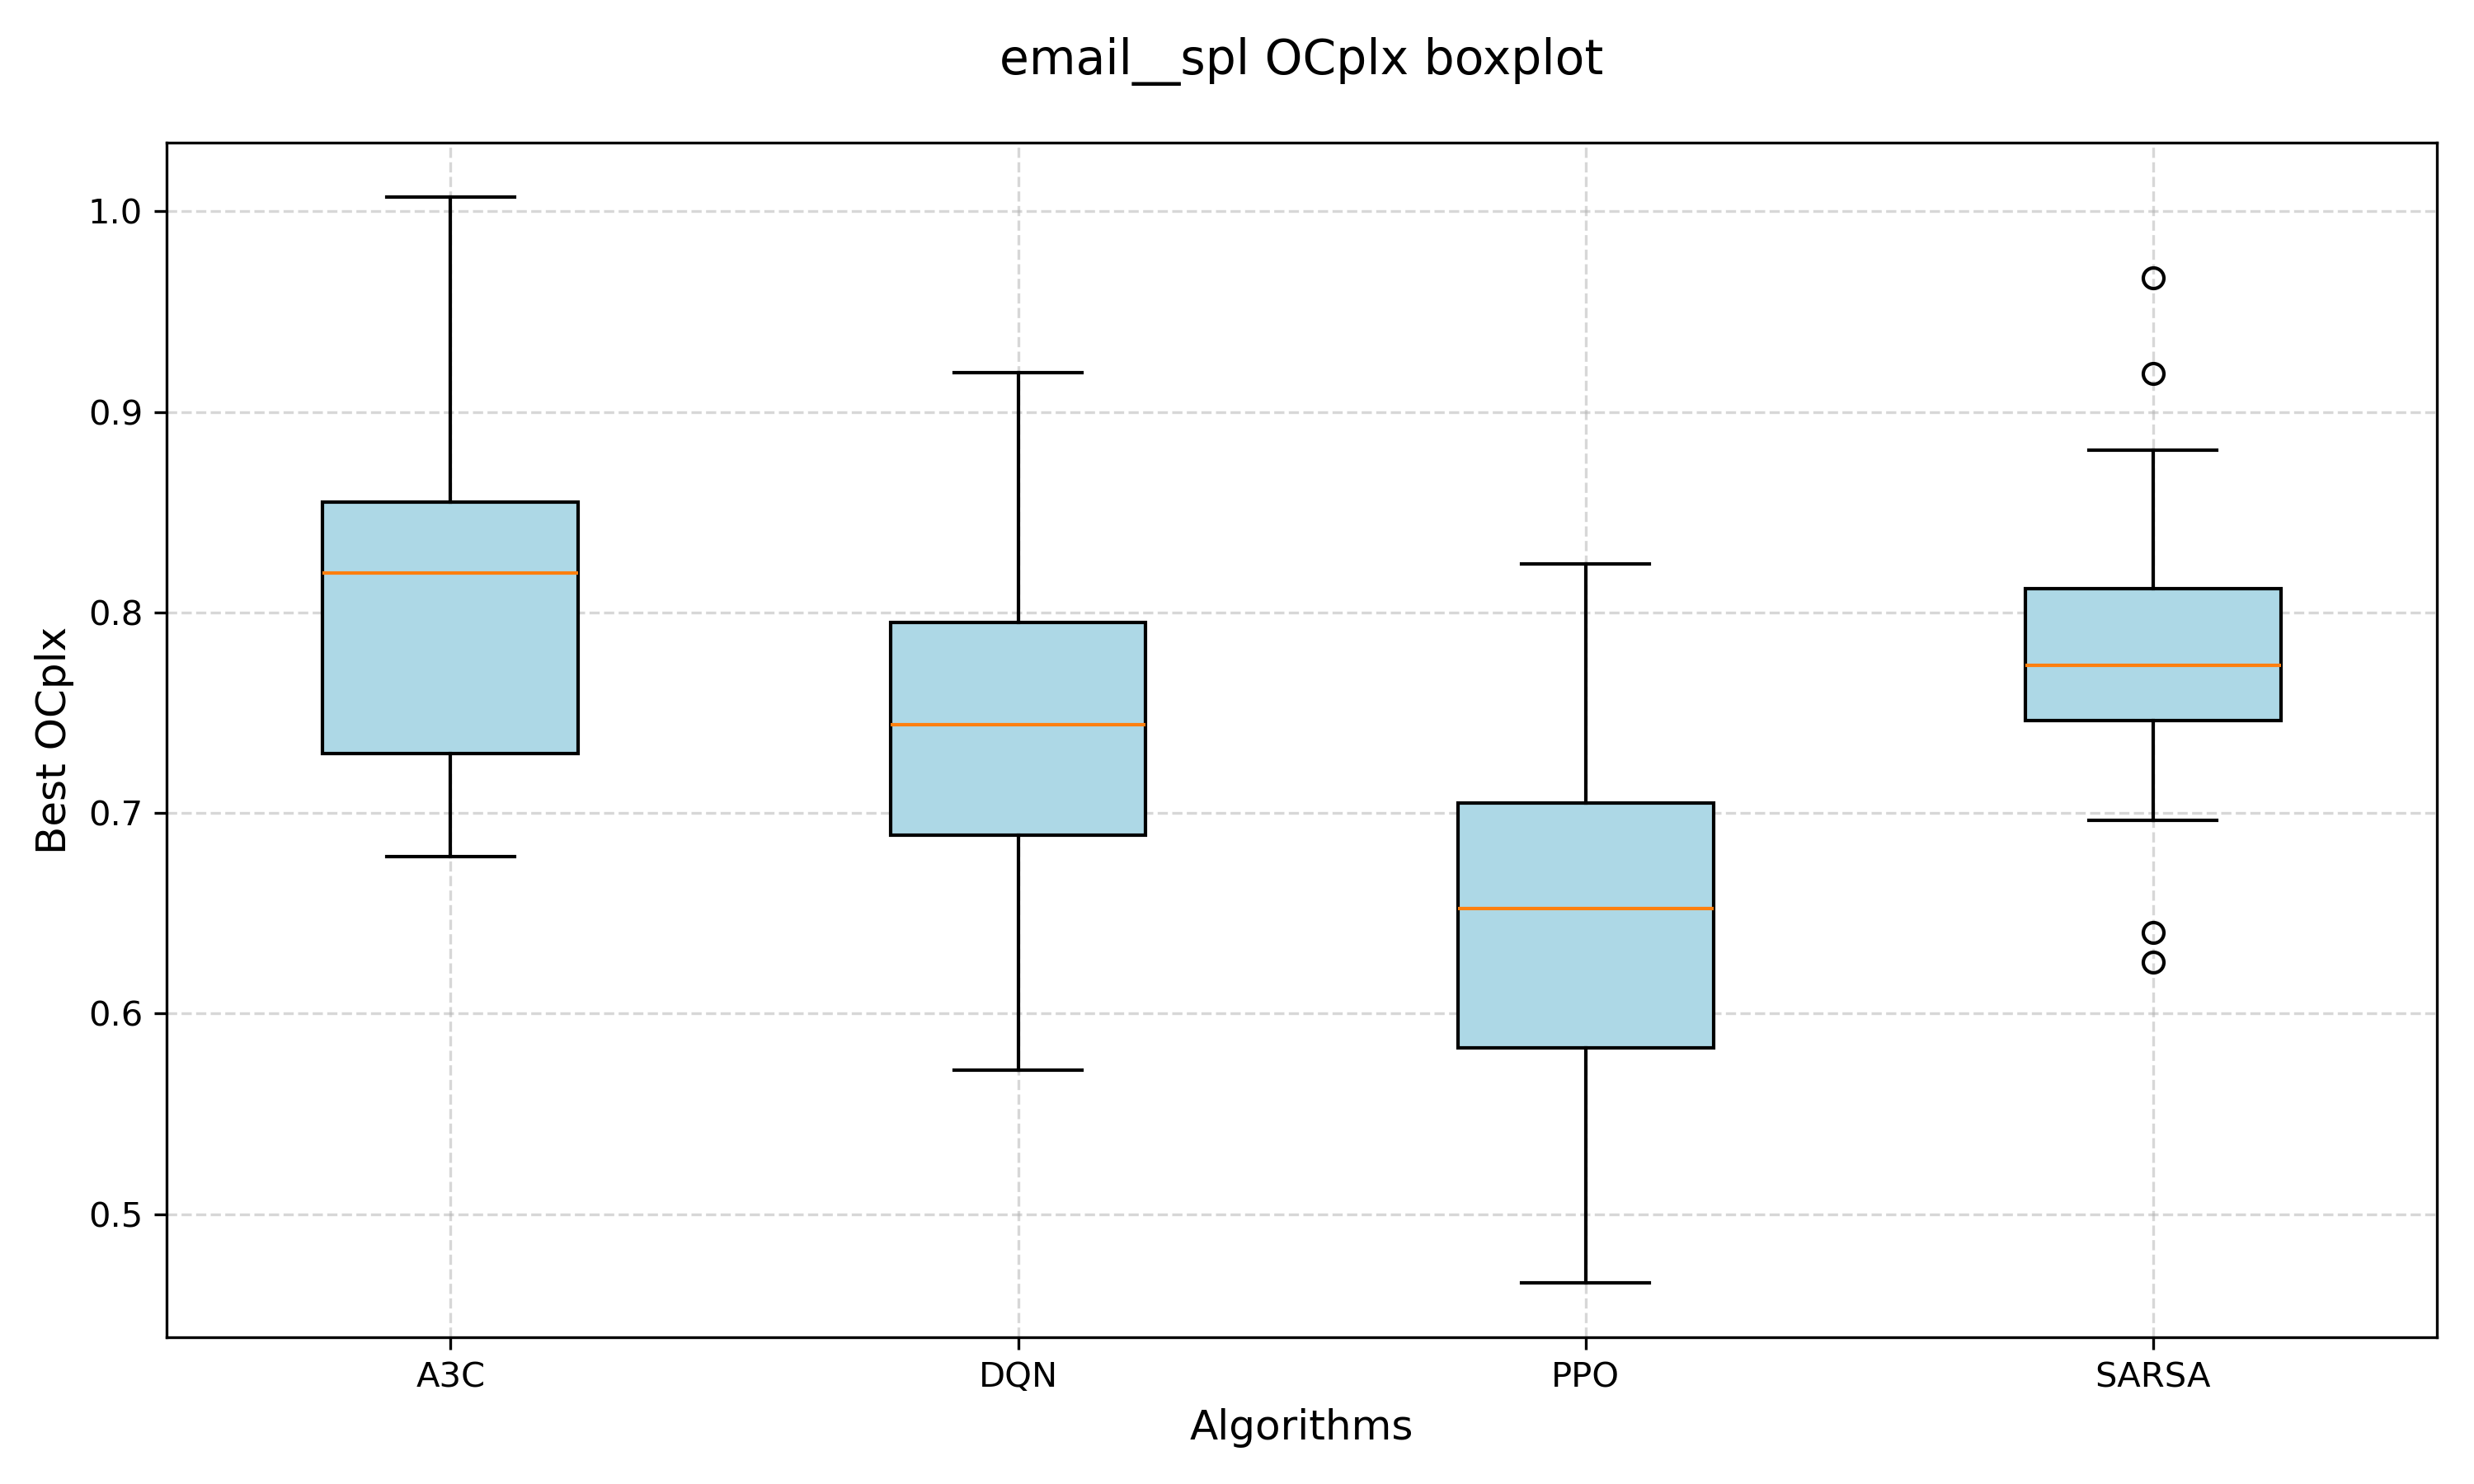 email__spl OCplx boxplot
Best OCplx
1.0
0.9
0.8
0.7
0.6
0.5
A3C
DQN
PPO
SARSA
Algorithms